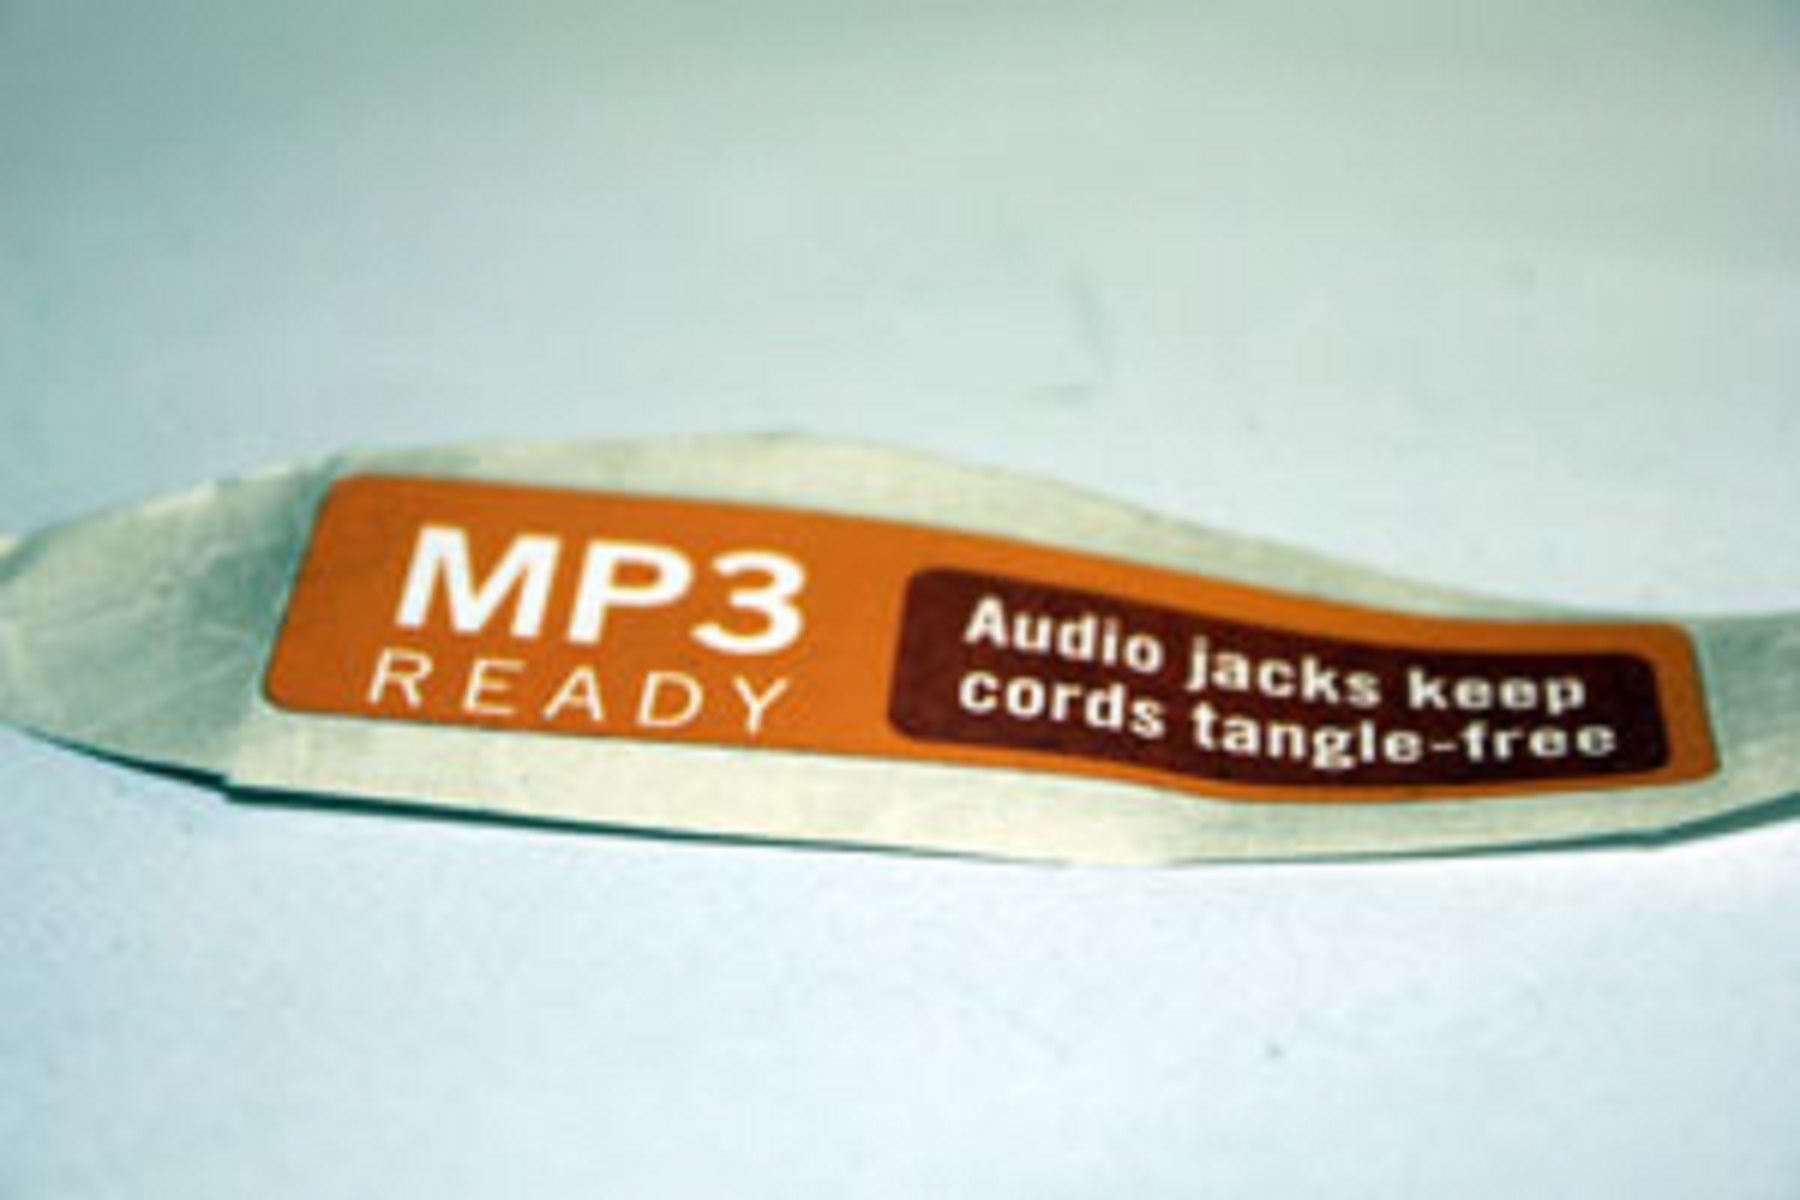 MP3
READY
Audio jacks keep
cords tangle-free